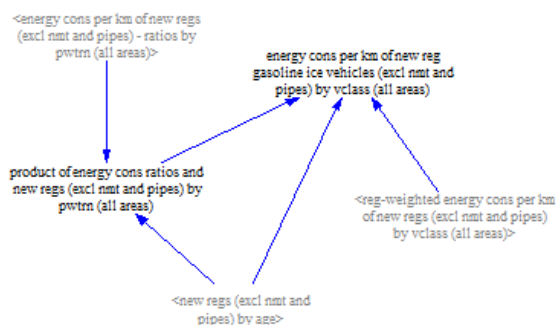 <energy cons per km of new regs
(excl nmt and pipes) - ratios by
pwtrn (all areas)>
energy cons per km of new reg
gasoline ice vehicles (excl nmt and
pipes) by vclass (all areas)
product of energy cons ratios and
new regs (excl nmt and pipes) by
pwtrn (all areas)
<reg-weighted energy cons per km
of new regs (excl nmt and pipes)
by vclass (all areas)>
<new regs (excl nmt and
pipes) by age>